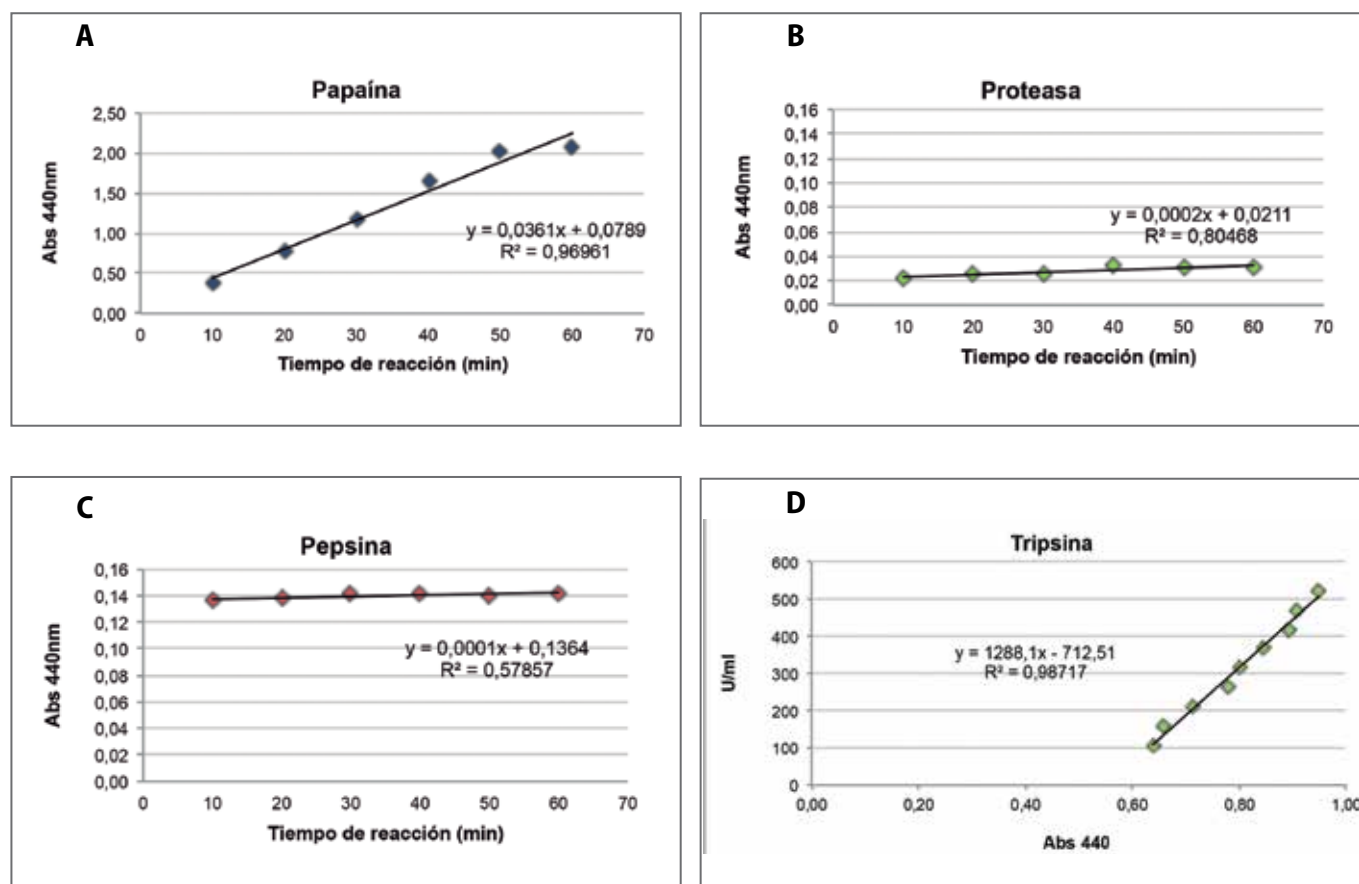 A
Papaína
2,50
2,00
1,50
1,00
0,50
0,00
Abs 440nm
y = 0,0361x + 0,0789
R² = 0,96961
0 10 20 30 40 50 60 70
Tiempo de reacción (min)
B
Proteasa
0,16
0,14
0,12
0,10
0,08
0,06
0,04
0,02
0,00
Abs 440nm
y = 0,0002x + 0,0211
R² = 0,80468
0 10 20 30 40 50 60 70
Tiempo de reacción (min)
C
Pepsina
0,16
0,14
0,12
0,10
0,08
0,06
0,04
0,02
0,00
Abs 440nm
y = 0,0001x + 0,1364
R² = 0,57857
0 10 20 30 40 50 60 70
Tiempo de reacción (min)
D
Tripsina
600
500
400
300
200
100
0
U/ml
y = 1288,1x - 712,51
R² = 0,98717
0,00 0,20 0,40 0,60 0,80 1,00
Abs 440